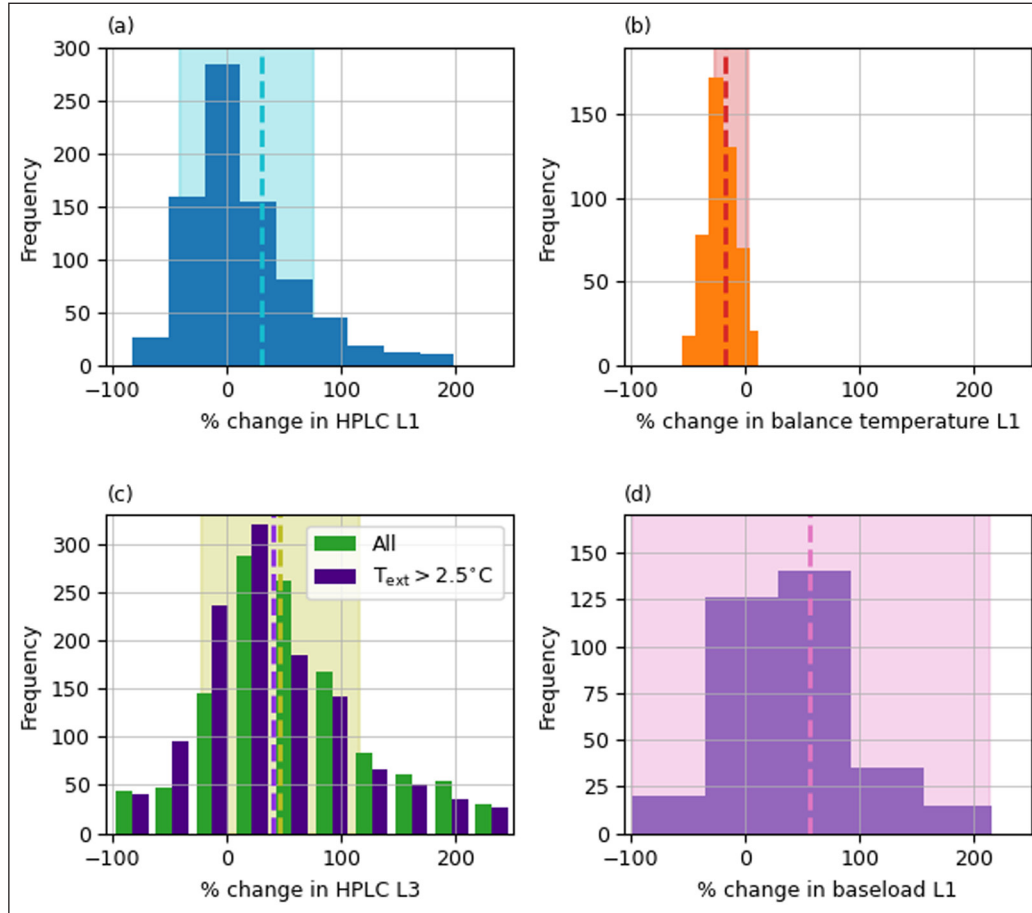 (a)
300
250
200
150
100
50
0
Frequency
−100 0 100 200
% change in HPLC L1
(b)
150
100
50
0
Frequency
−100 0 100 200
% change in balance temperature L1
(c)
300
250
200
150
100
50
0
Frequency
All
T_ext > 2.5°C
−100 0 100 200
% change in HPLC L3
(d)
150
125
100
75
50
25
0
Frequency
−100 0 100 200
% change in baseload L1